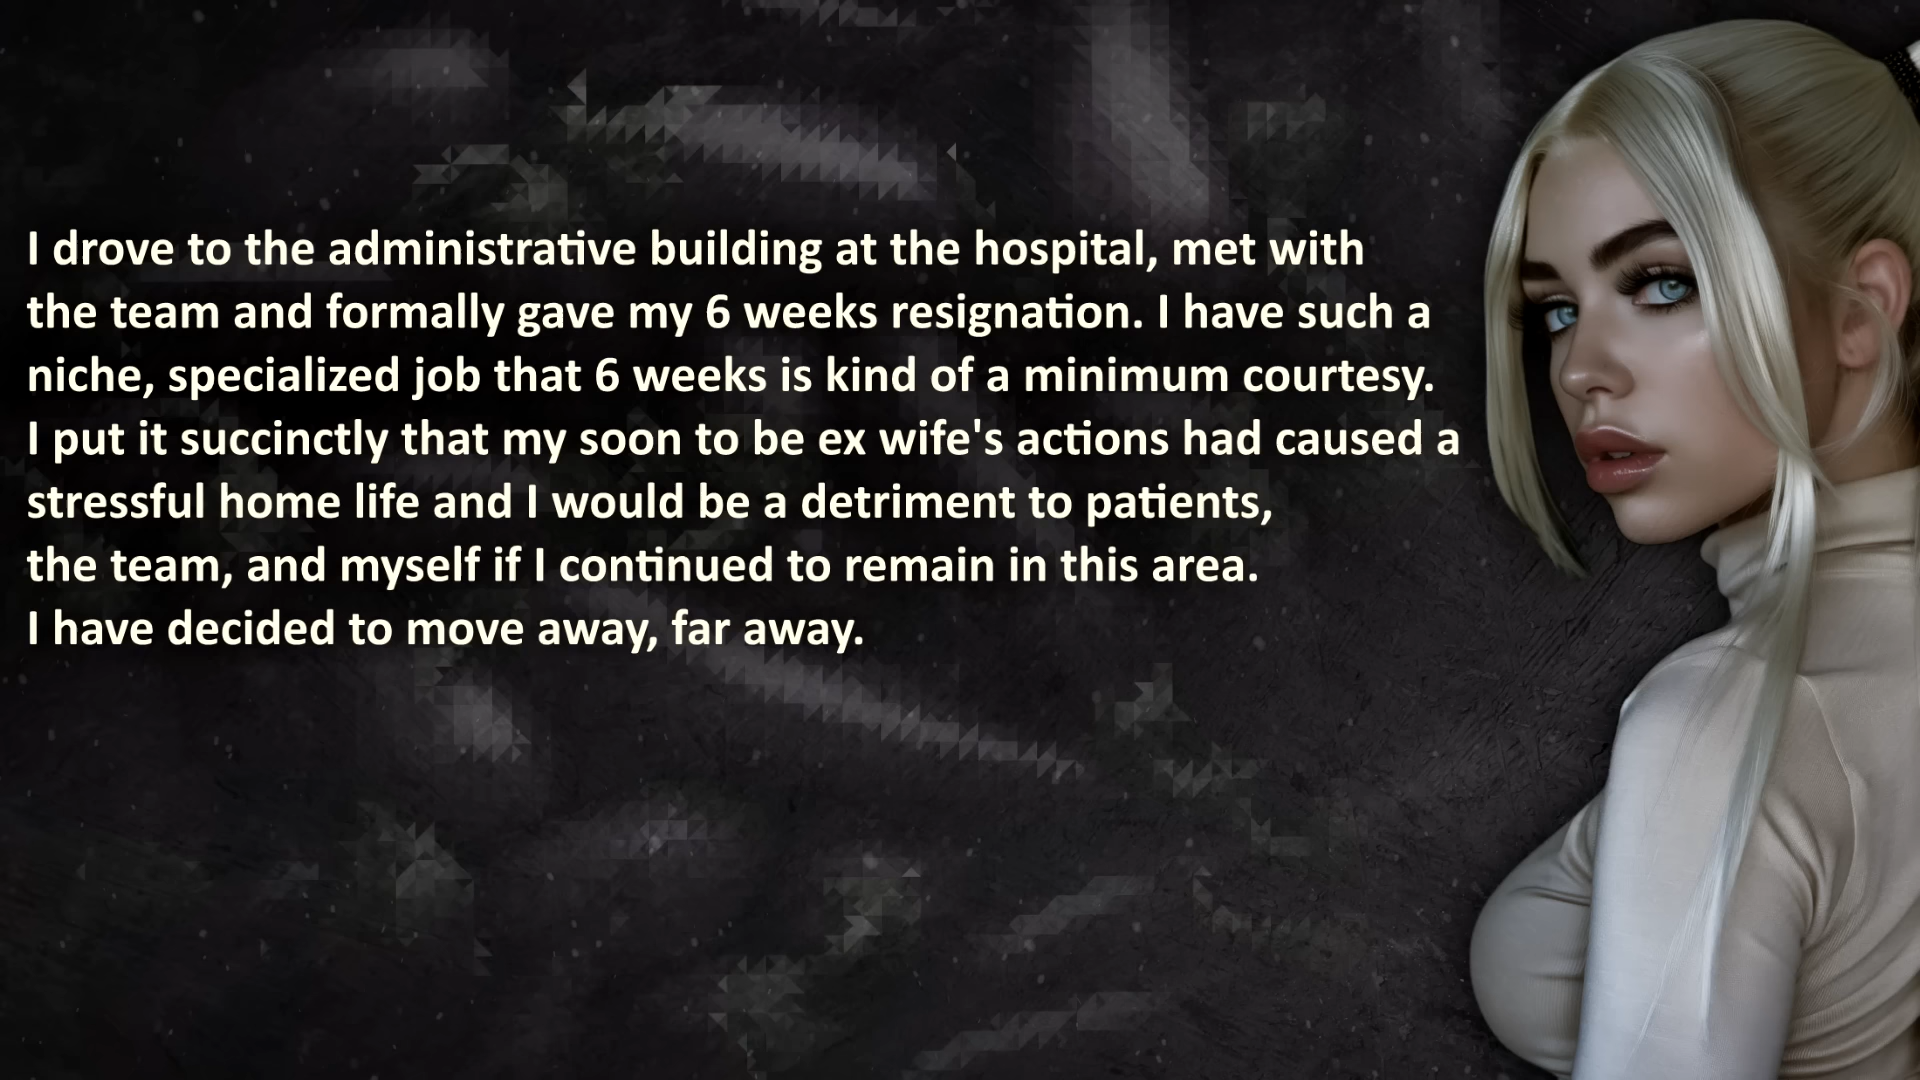 I drove to the administrative building at the hospital, met with
the team and formally gave my 6 weeks resignation. I have such a
niche, specialized job that 6 weeks is kind of a minimum courtesy.
I put it succinctly that my soon to be ex wife's actions had caused a
stressful home life and I would be a detriment to patients,
the team, and myself if I continued to remain in this area.
I have decided to move away, far away.